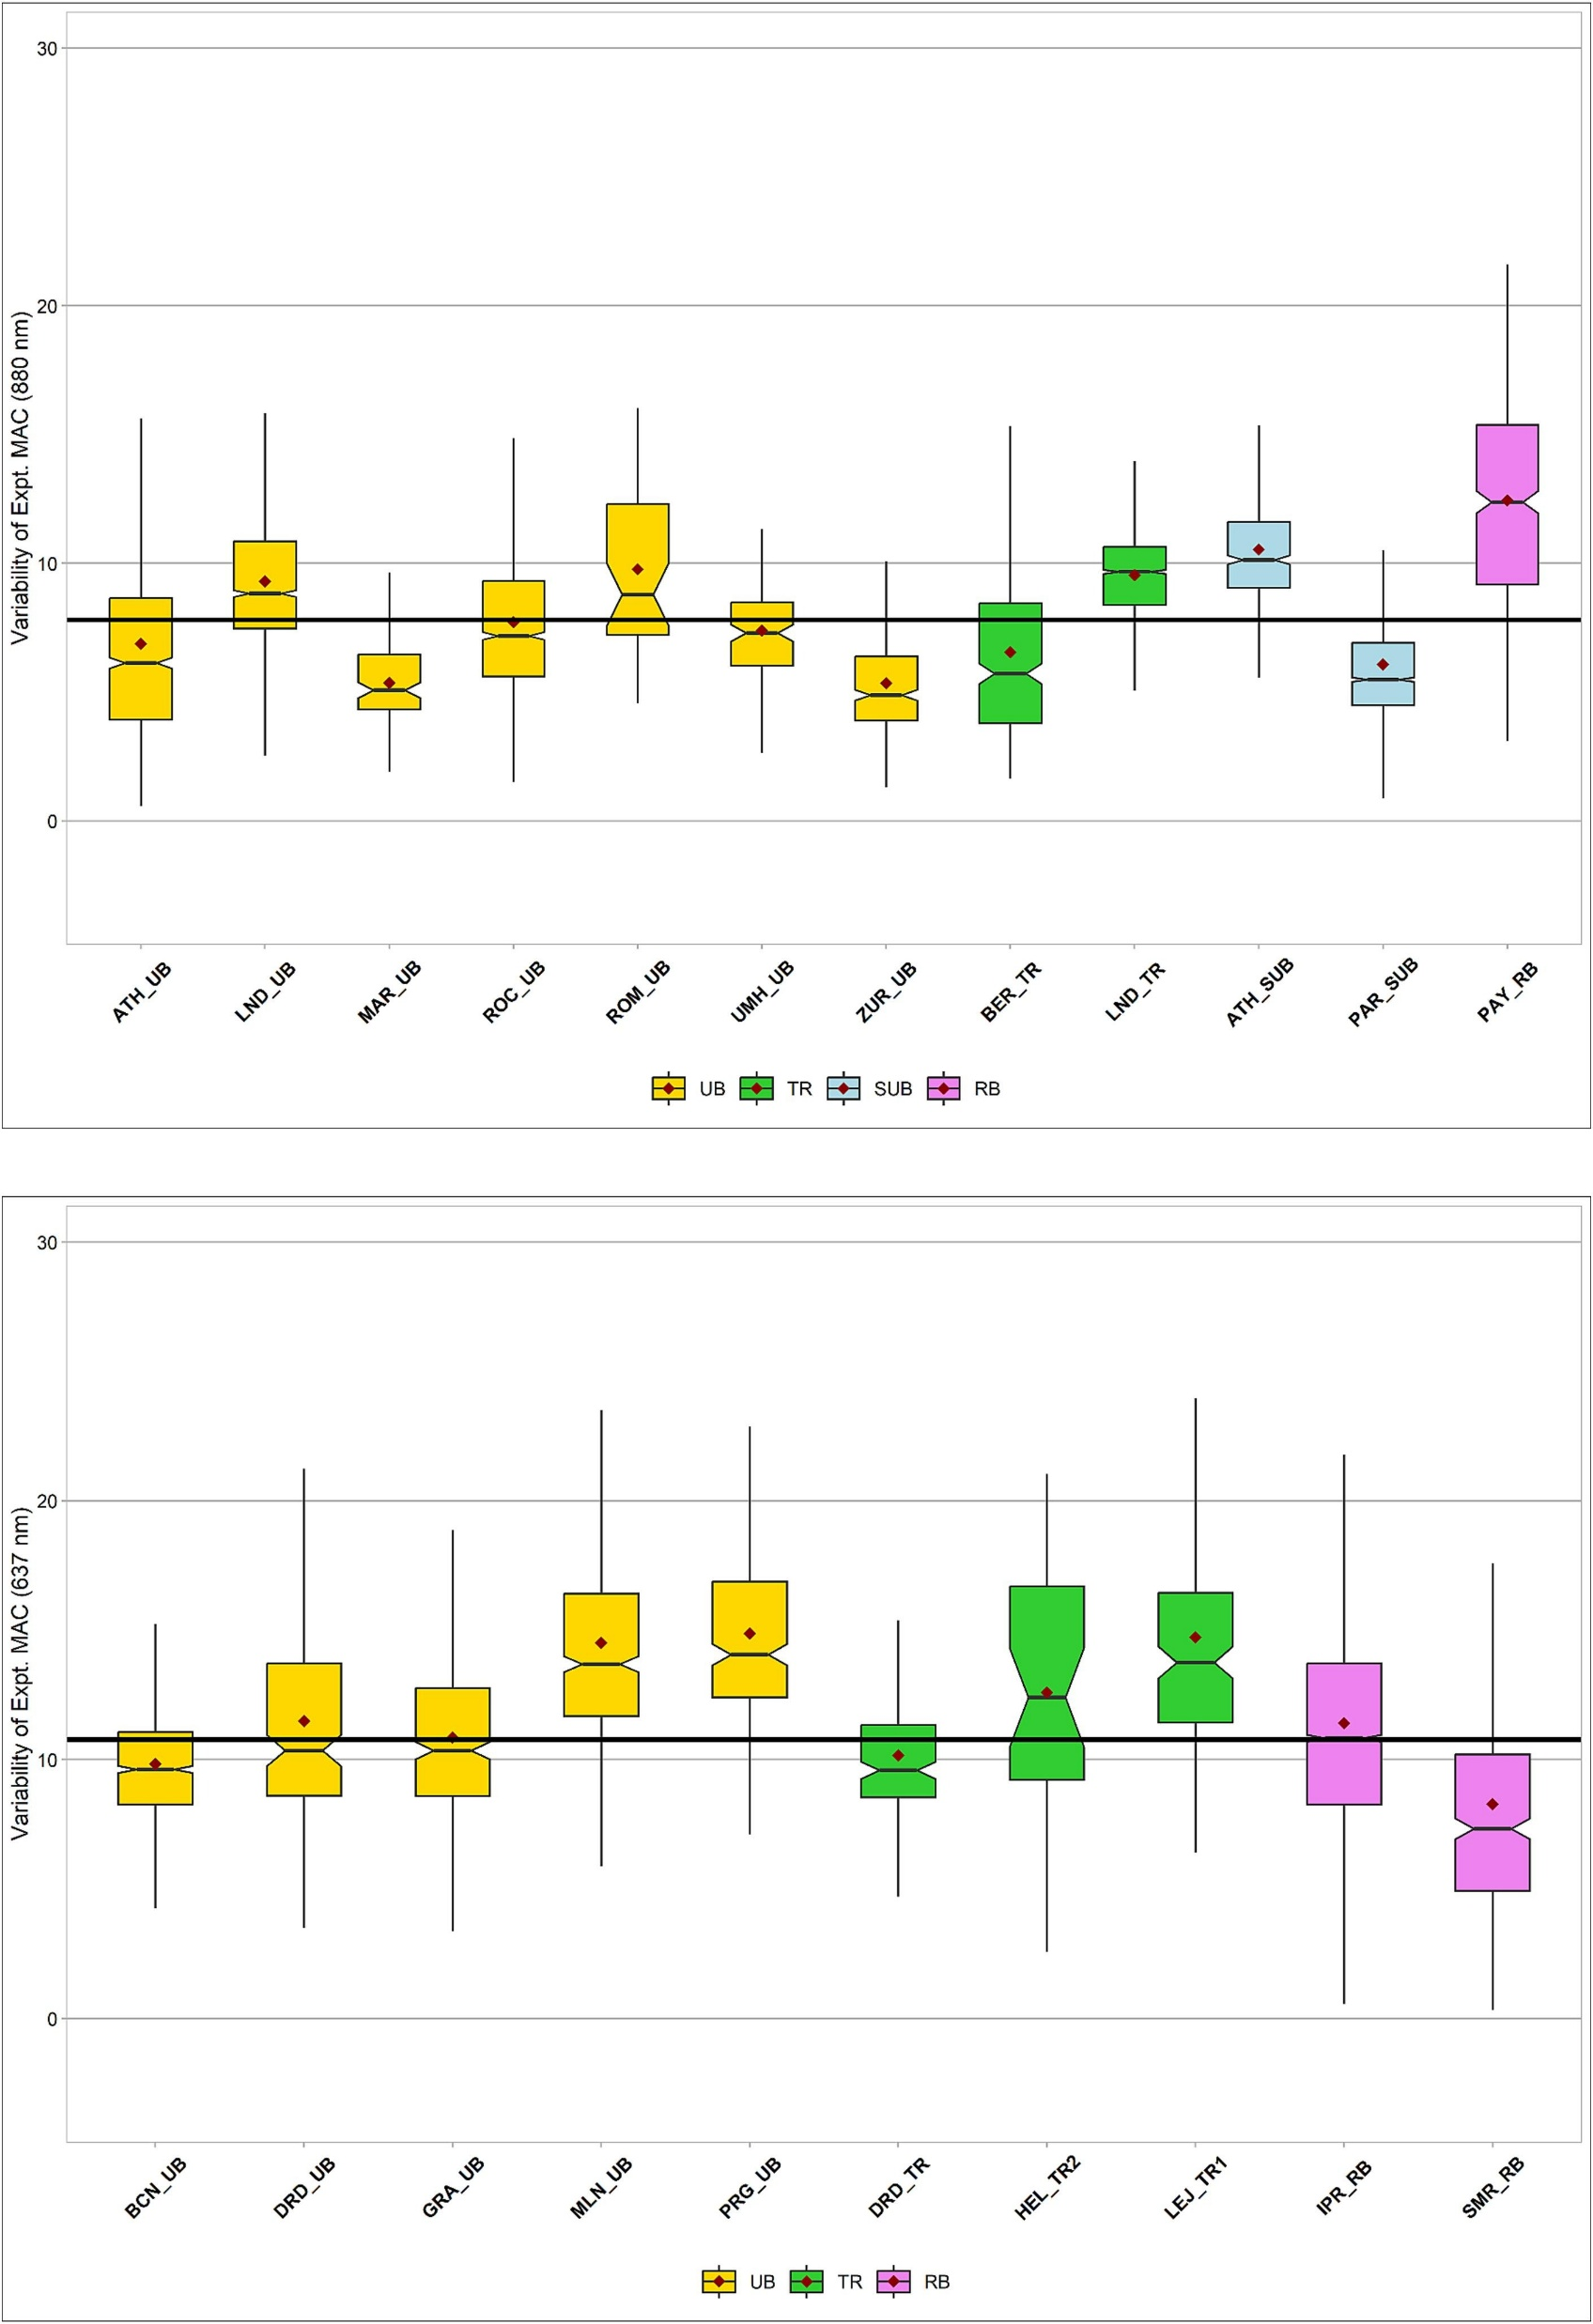 Variability of Expt. MAC (880 nm)
30
20
10
0
ATH_UB LND_UB MAR_UB ROC_UB ROM_UB UMH_UB ZUR_UB BER_TR LND_TR ATH_SUB PAR_SUB PAY_RB
UB TR SUB RB
Variability of Expt. MAC (637 nm)
30
20
10
0
BCN_UB DRD_UB GRA_UB MLN_UB PRG_UB DRD_TR HEL_TR2 LEJ_TR1 IPR_RB SMR_RB
UB TR RB